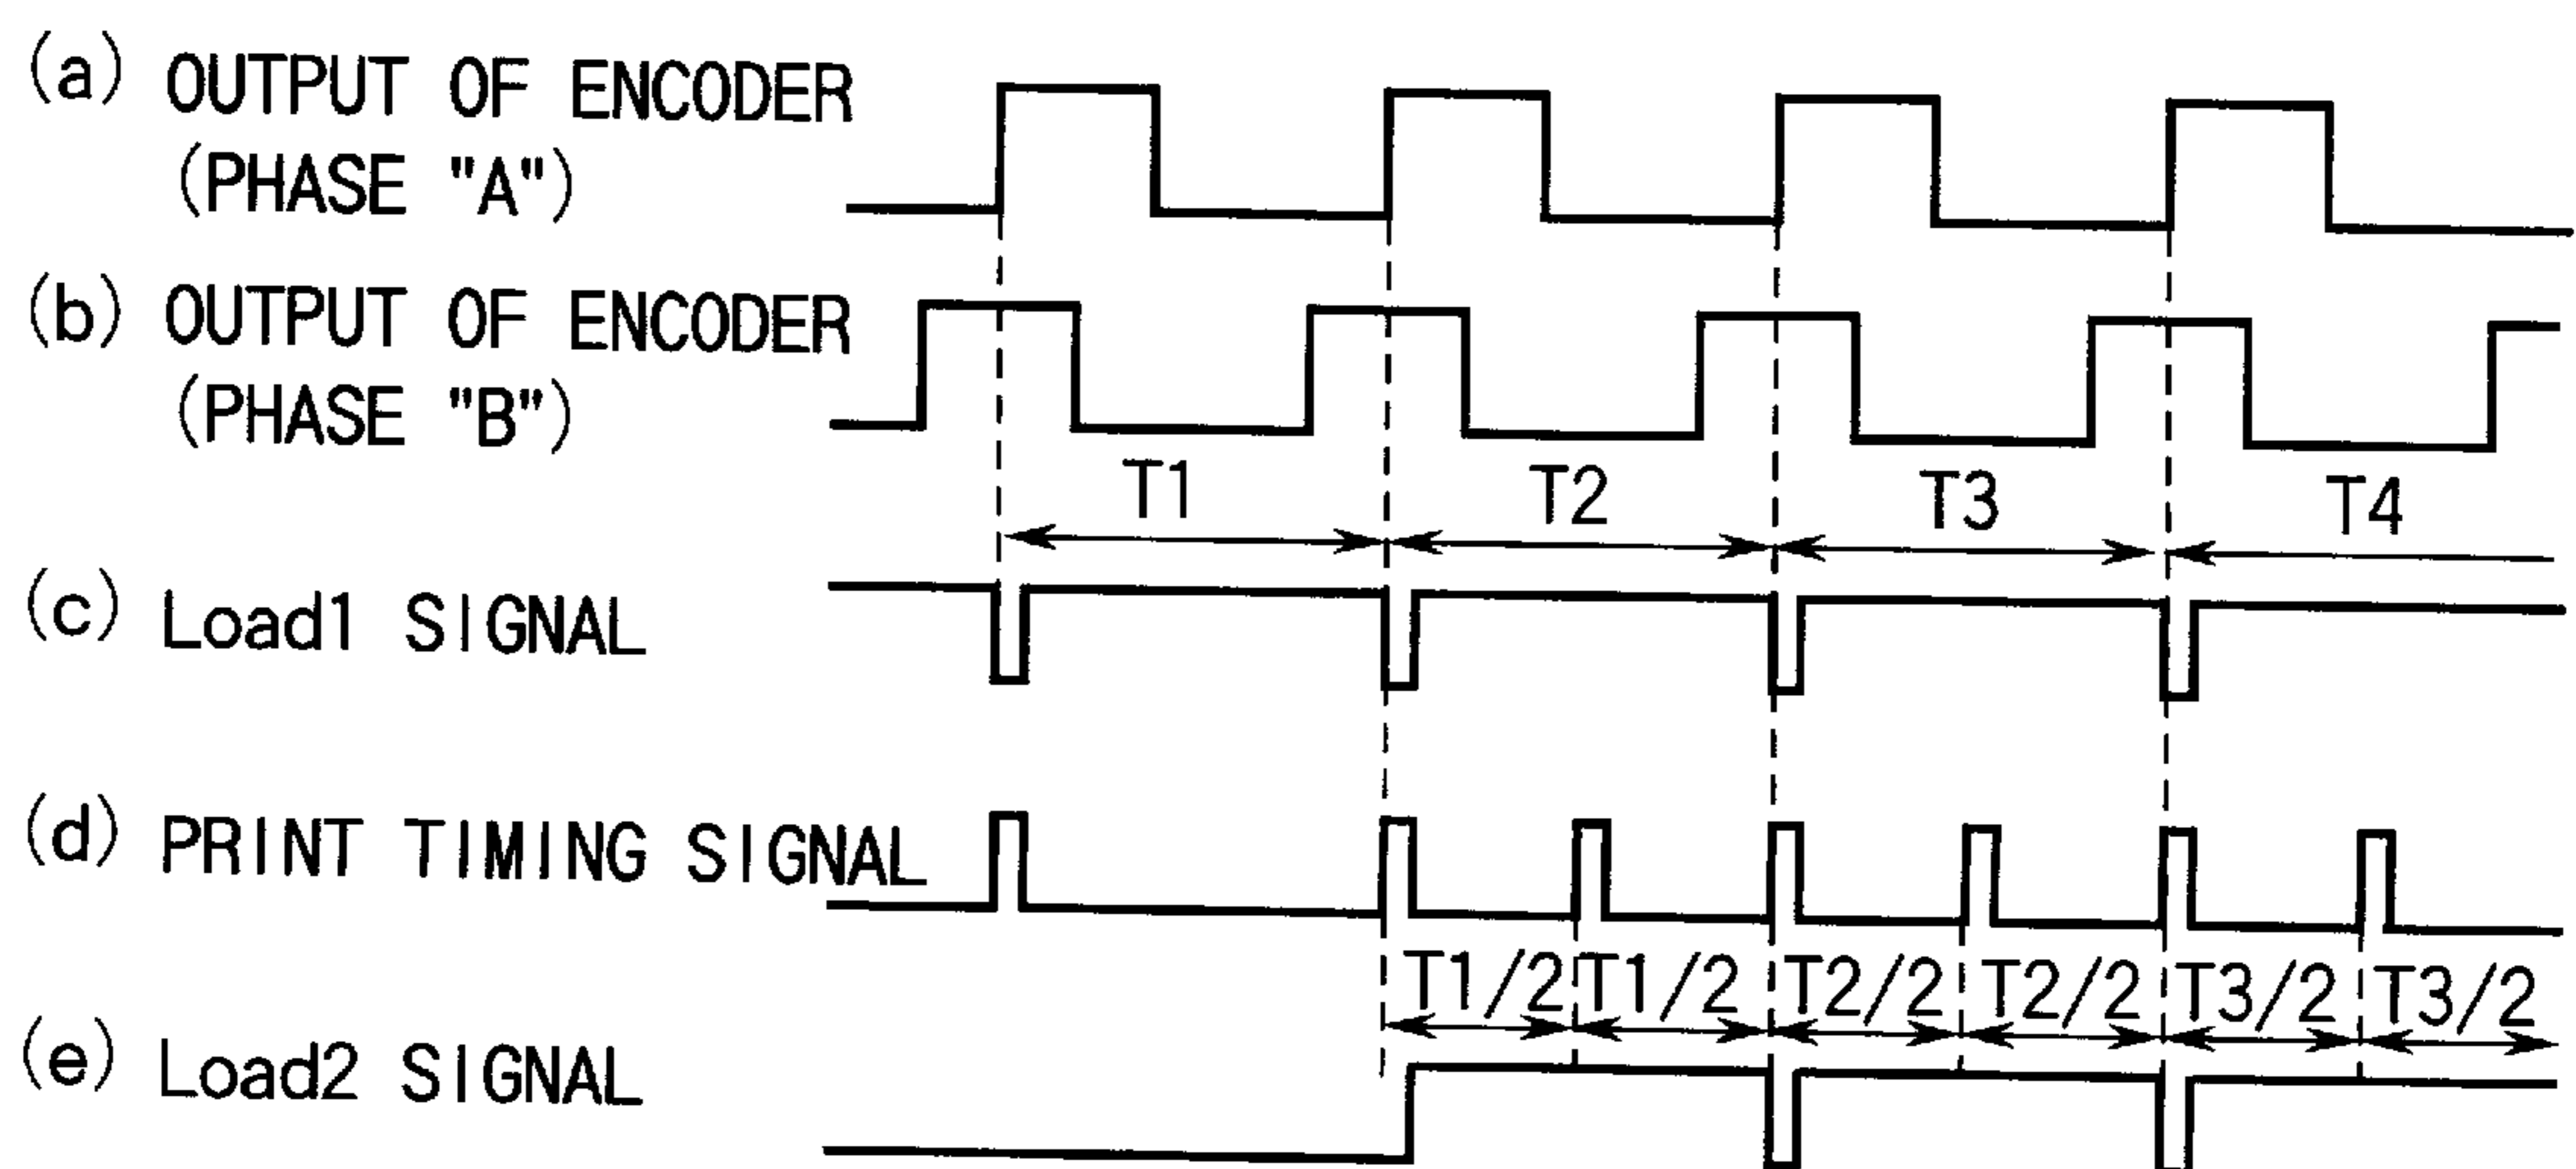 (a) OUTPUT OF ENCODER
(PHASE "A")
(b) OUTPUT OF ENCODER
(PHASE "B")
T1 T2 T3 T4
(c) Load1 SIGNAL
(d) PRINT TIMING SIGNAL
T1/2 T1/2 T2/2 T2/2 T3/2 T3/2
(e) Load2 SIGNAL